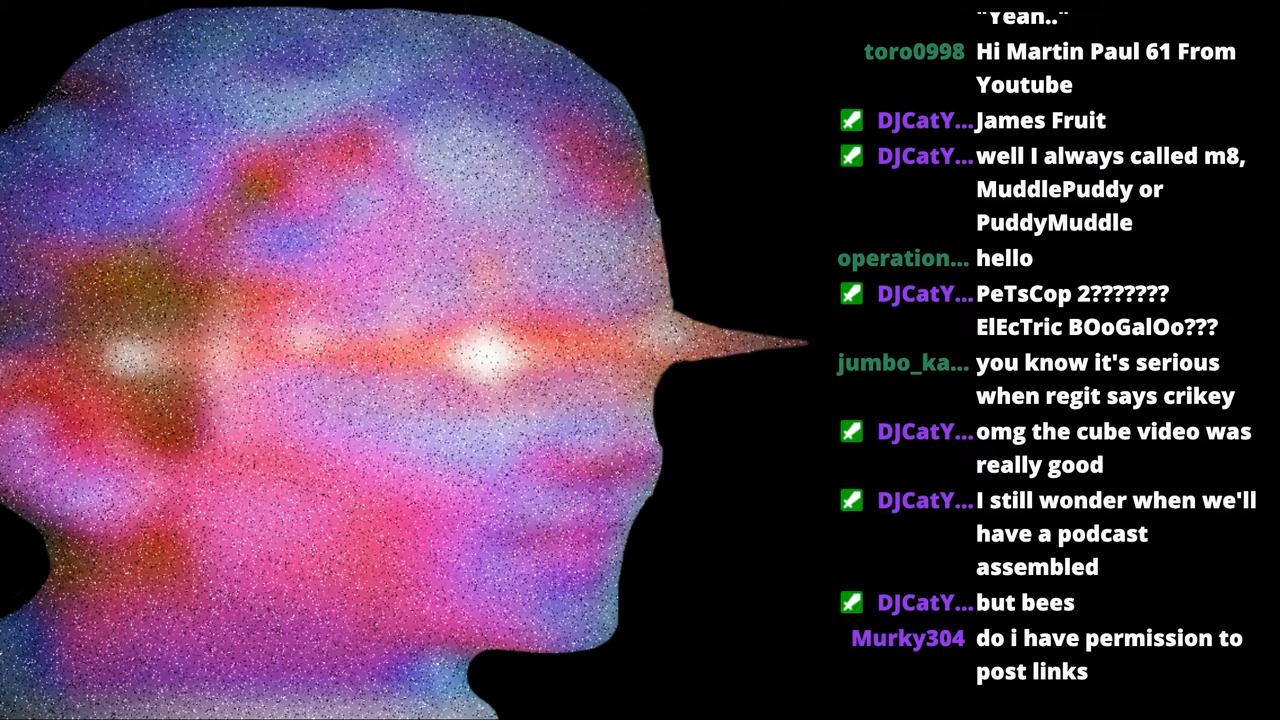 "Yeah.."
toro0998 Hi Martin Paul 61 From
Youtube
DJCatY... James Fruit
DJCatY... well I always called m8,
MuddlePuddy or
PuddyMuddle
operation... hello
DJCatY... PeTsCop 2???????
ElEcTric BOoGalOo???
jumbo_ka... you know it's serious
when regit says crikey
DJCatY... omg the cube video was
really good
DJCatY... I still wonder when we'll
have a podcast
assembled
DJCatY... but bees
Murky304 do i have permission to
post links